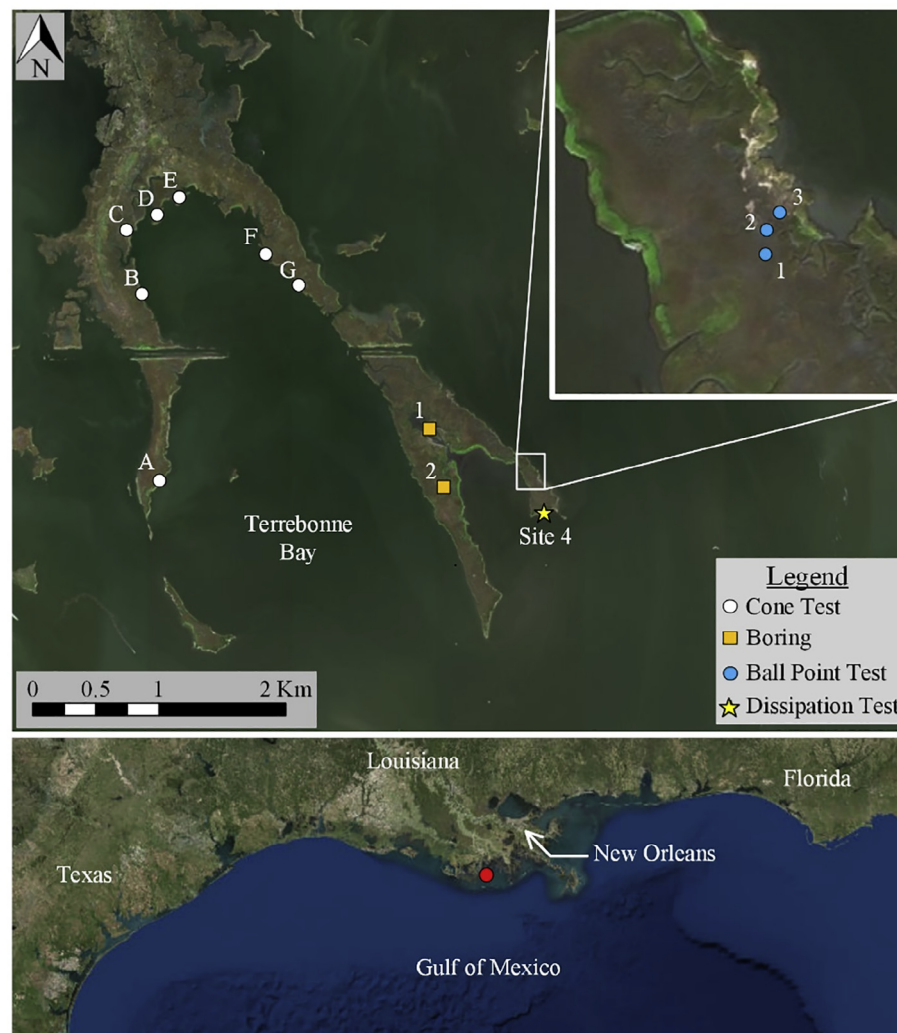 N
E
D
C
F
G
B
3
2
1
1
A
2
Terrebonne
Bay
Site 4
Legend
Cone Test
Boring
Ball Point Test
Dissipation Test
0 0.5 1 2 Km
Louisiana
Florida
New Orleans
Texas
Gulf of Mexico